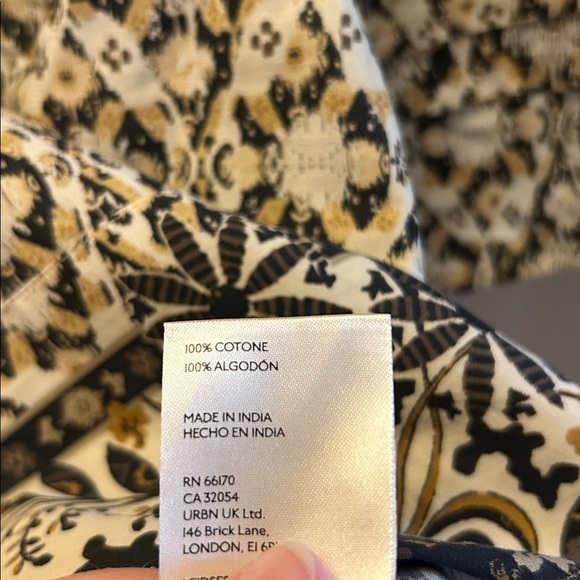 100% COTONE
100% ALGODÓN
MADE IN INDIA
HECHO EN INDIA
RN 66170
CA 32054
URBN UK Ltd.
146 Brick Lane,
LONDON, E1